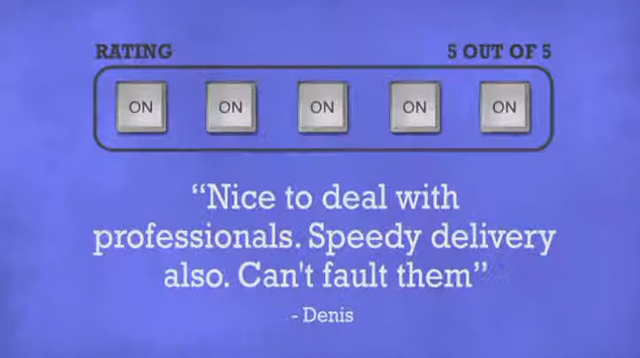 RATING 5 OUT OF 5
ON ON ON ON ON
“Nice to deal with
professionals. Speedy delivery
also. Can't fault them”
- Denis